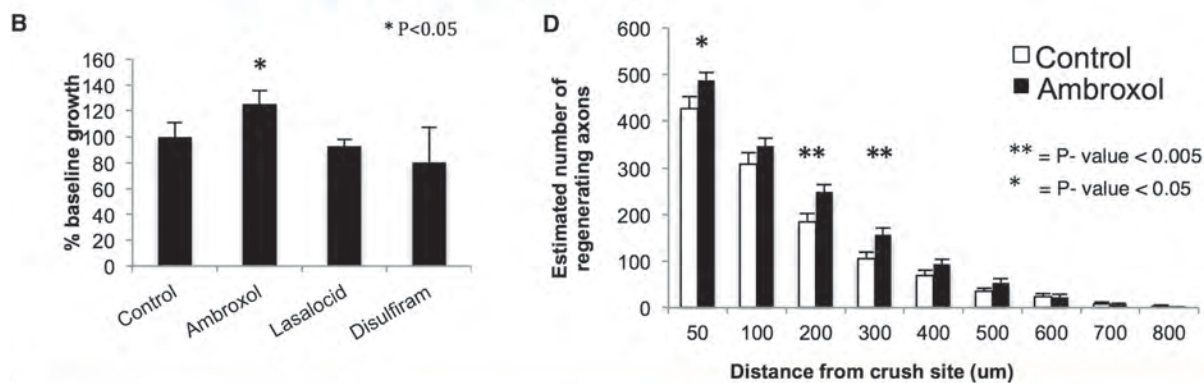 B
* P<0.05
160
140
120
100
80
60
40
20
0
% baseline growth
Control
Ambroxol
Lasalocid
Disulfiram
D
600
500
400
300
200
100
0
Estimated number of
regenerating axons
*
*
**
**
Control
Ambroxol
** = P- value < 0.005
* = P- value < 0.05
50 100 200 300 400 500 600 700 800
Distance from crush site (um)